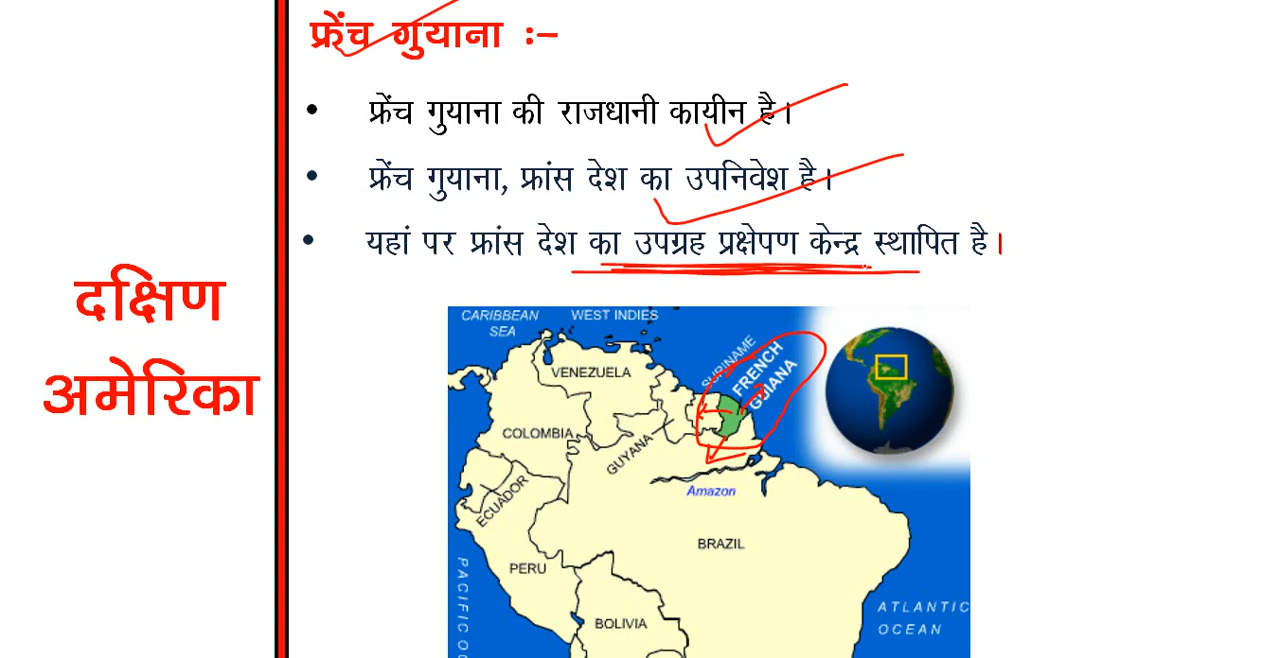 फ्रेंच गुयाना :–
• फ्रेंच गुयाना की राजधानी कायीन है।
• फ्रेंच गुयाना, फ्रांस देश का उपनिवेश है।
• यहां पर फ्रांस देश का उपग्रह प्रक्षेपण केन्द्र स्थापित है।
दक्षिण
अमेरिका
CARIBBEAN
SEA
WEST INDIES
VENEZUELA
SURINAME
FRENCH
GUIANA
COLOMBIA
GUYANA
ECUADOR
Amazon
BRAZIL
PERU
BOLIVIA
PACIFIC OC
ATLANTIC
OCEAN